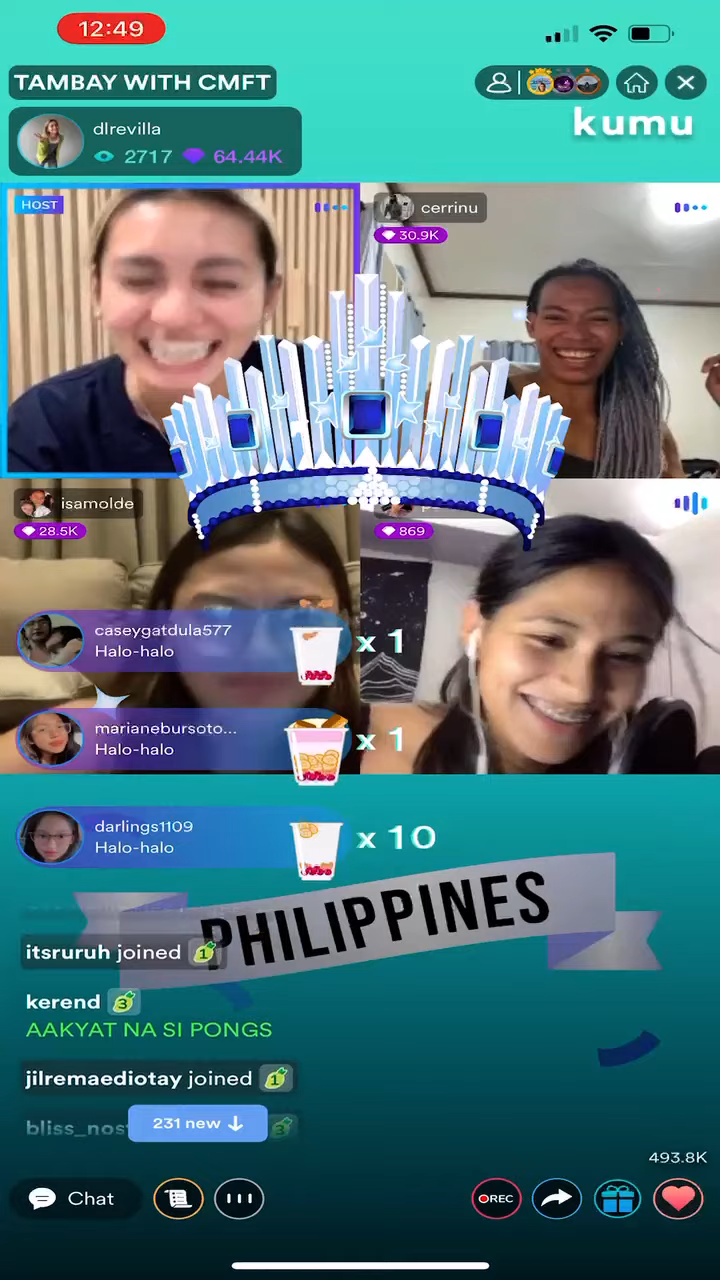 12:49
TAMBAY WITH CMFT
kumu
dlrevilla
2717 64.44K
HOST
cerrinu
30.9K
isamolde
28.5K
869
caseygatdula577
Halo-halo
x 1
marianebursoto...
Halo-halo
x 1
darlings1109
Halo-halo
x 10
PHILIPPINES
itsruruh joined 1
kerend 3
AAKYAT NA SI PONGS
jilremaediotay joined 1
bliss_nos 3
231 new
493.8K
Chat
REC